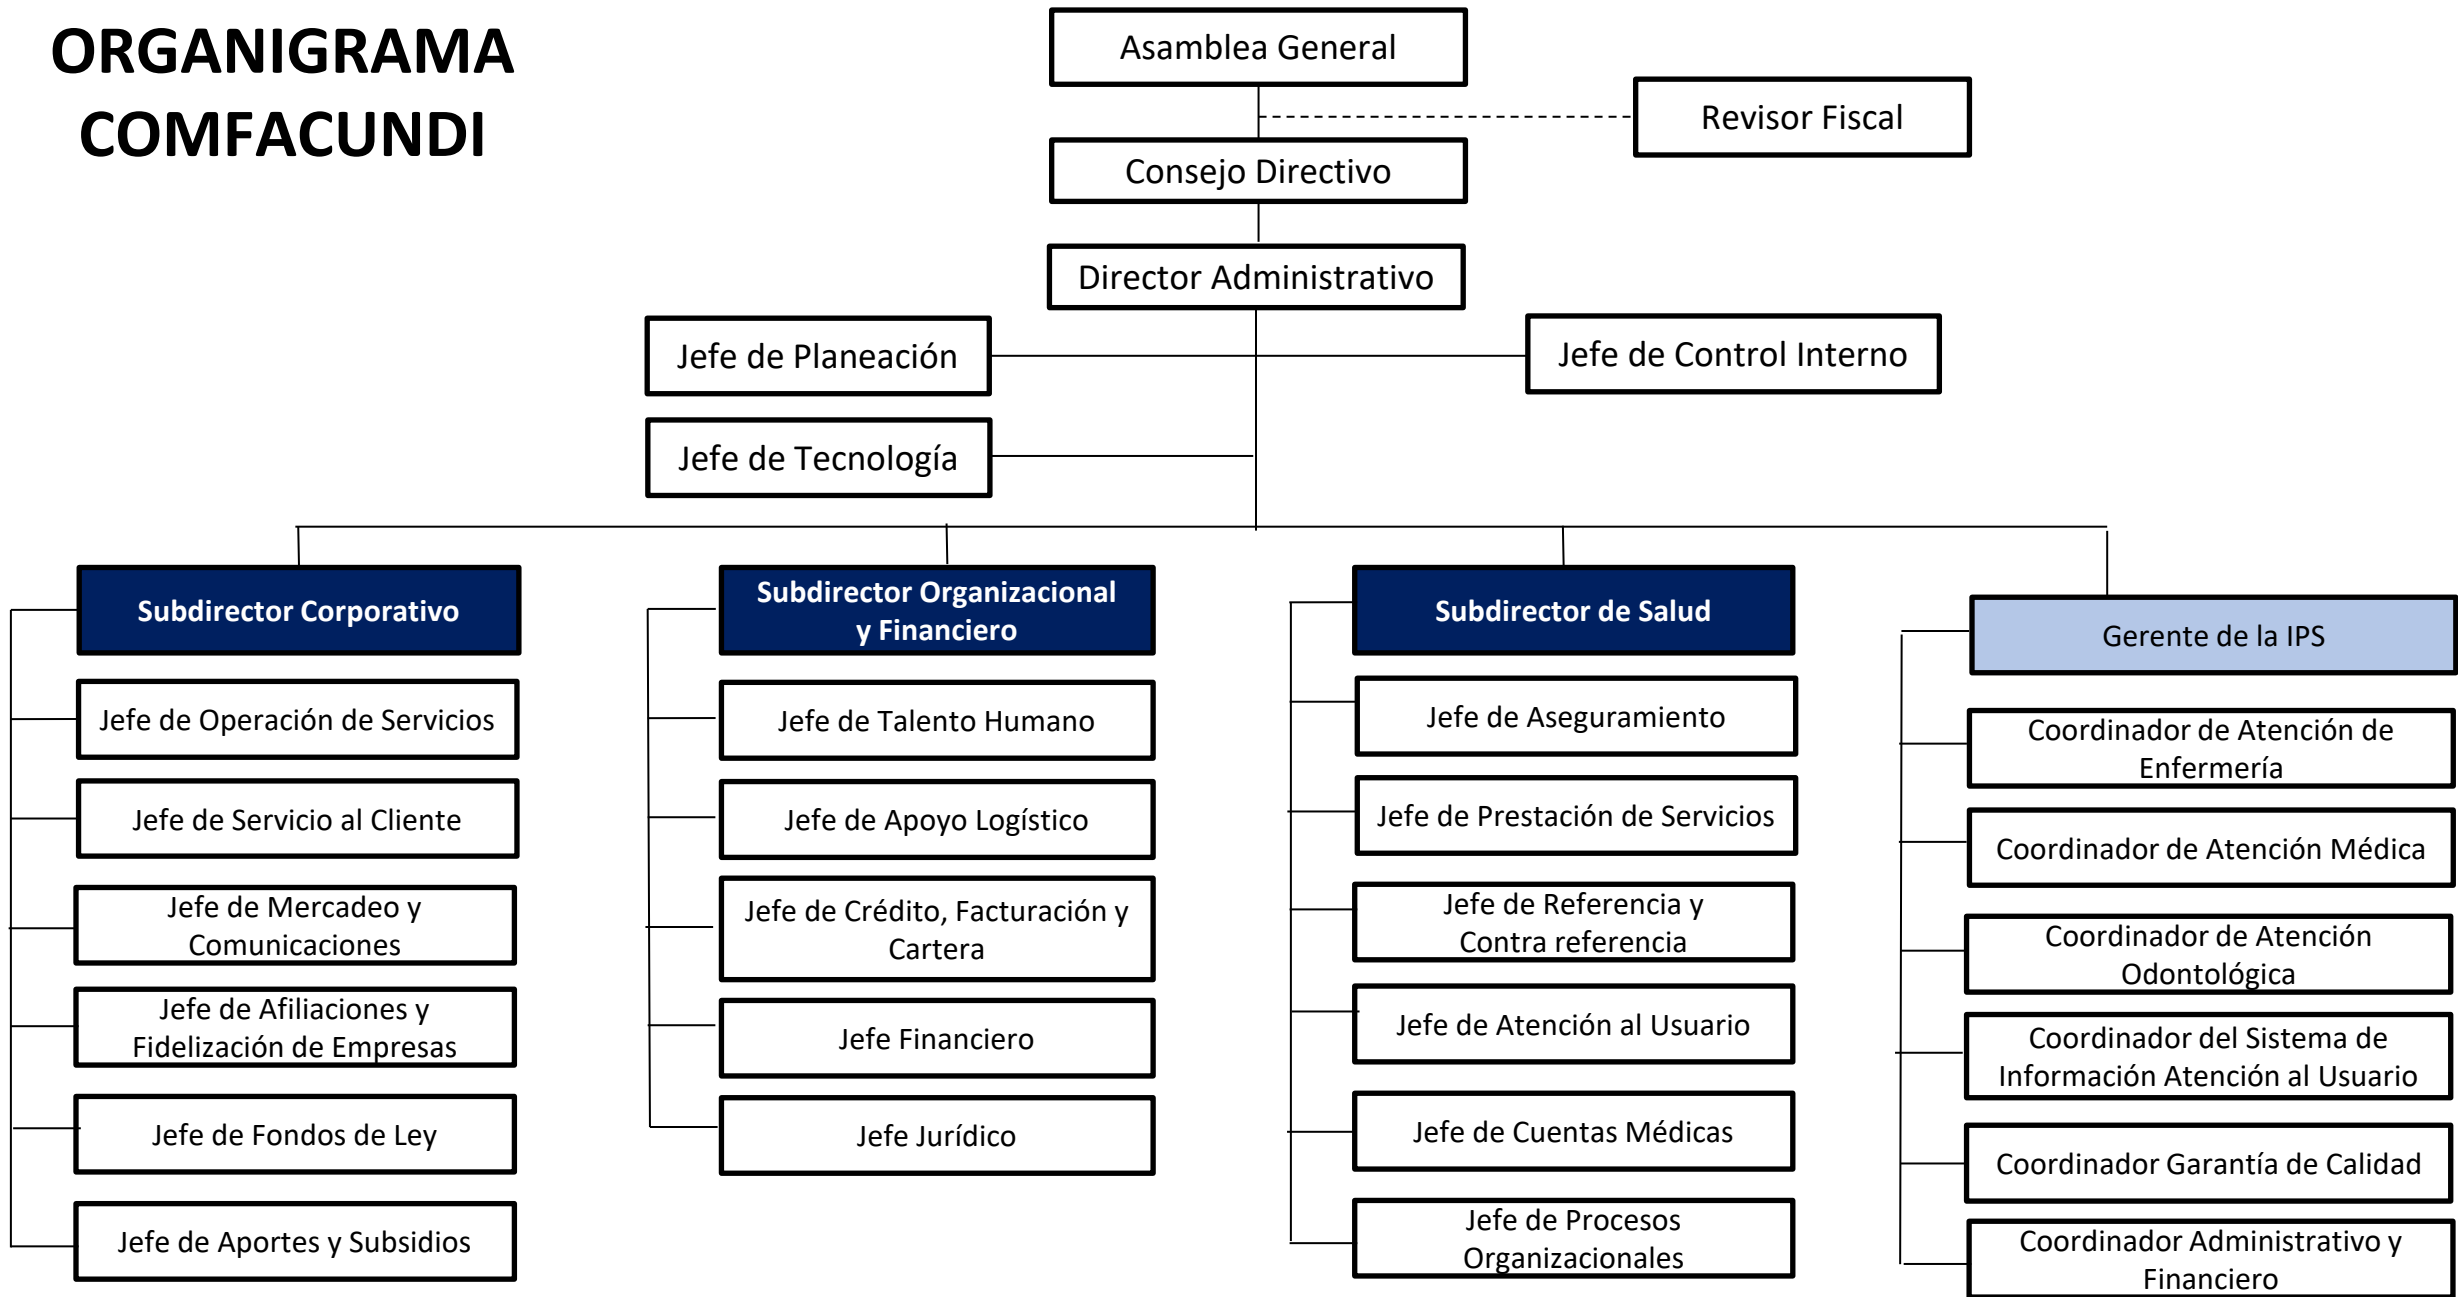 ORGANIGRAMA
COMFACUNDI
Asamblea General
Revisor Fiscal
Consejo Directivo
Director Administrativo
Jefe de Planeación
Jefe de Control Interno
Jefe de Tecnología
Subdirector Corporativo
Jefe de Operación de Servicios
Jefe de Servicio al Cliente
Jefe de Mercadeo y
Comunicaciones
Jefe de Afiliaciones y
Fidelización de Empresas
Jefe de Fondos de Ley
Jefe de Aportes y Subsidios
Subdirector Organizacional
y Financiero
Jefe de Talento Humano
Jefe de Apoyo Logístico
Jefe de Crédito, Facturación y
Cartera
Jefe Financiero
Jefe Jurídico
Subdirector de Salud
Jefe de Aseguramiento
Jefe de Prestación de Servicios
Jefe de Referencia y
Contra referencia
Jefe de Atención al Usuario
Jefe de Cuentas Médicas
Jefe de Procesos
Organizacionales
Gerente de la IPS
Coordinador de Atención de
Enfermería
Coordinador de Atención Médica
Coordinador de Atención
Odontológica
Coordinador del Sistema de
Información Atención al Usuario
Coordinador Garantía de Calidad
Coordinador Administrativo y
Financiero